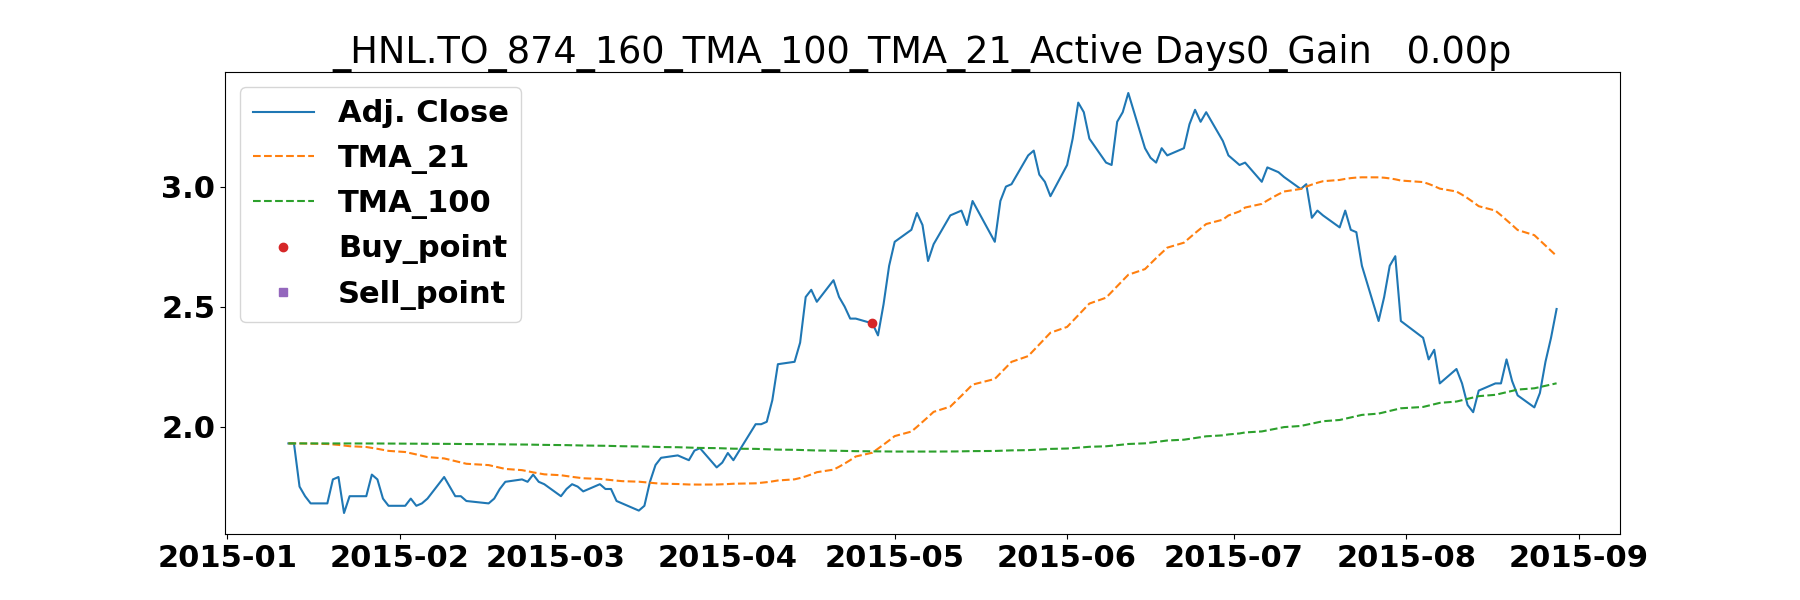 _HNL.TO_874_160_TMA_100_TMA_21_Active Days0_Gain   0.00p
Adj. Close
TMA_21
TMA_100
Buy_point
Sell_point
3.0
2.5
2.0
2015-01 2015-02 2015-03 2015-04 2015-05 2015-06 2015-07 2015-08 2015-09